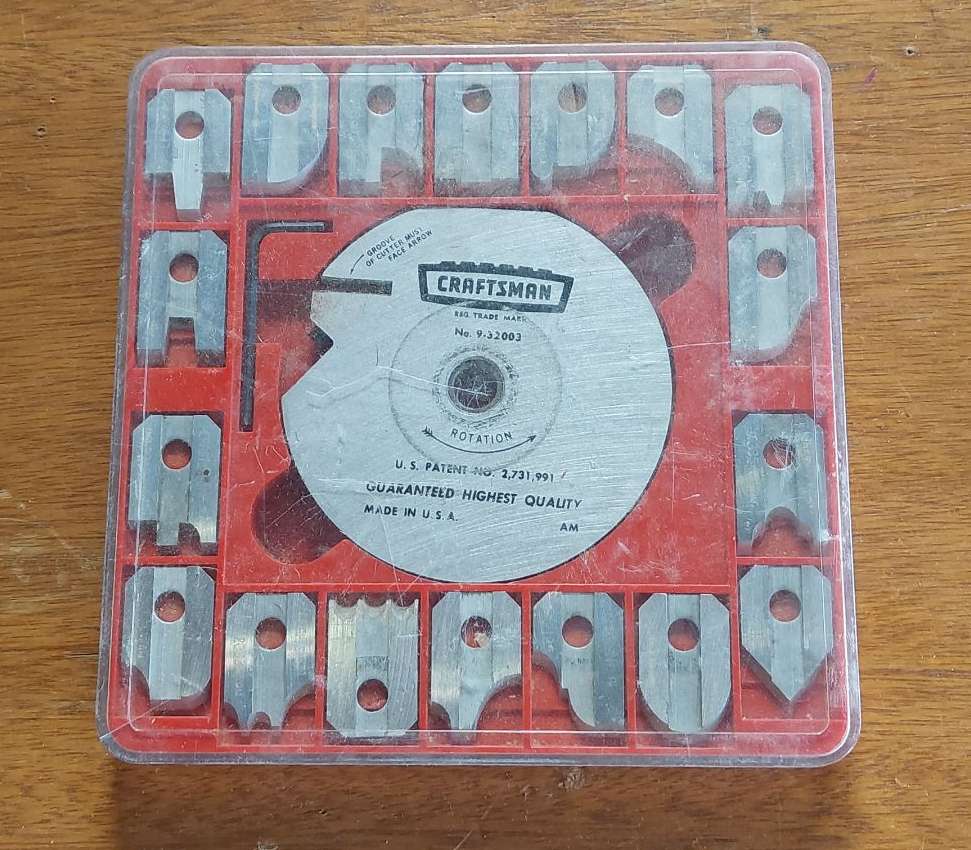 GROOVE
OF CUTTER MUST
FACE ARROW
CRAFTSMAN
REG. TRADE MARK
No. 9-32003
ROTATION
U.S. PATENT NO. 2,731,991
GUARANTEED HIGHEST QUALITY
MADE IN U.S.A.
AM